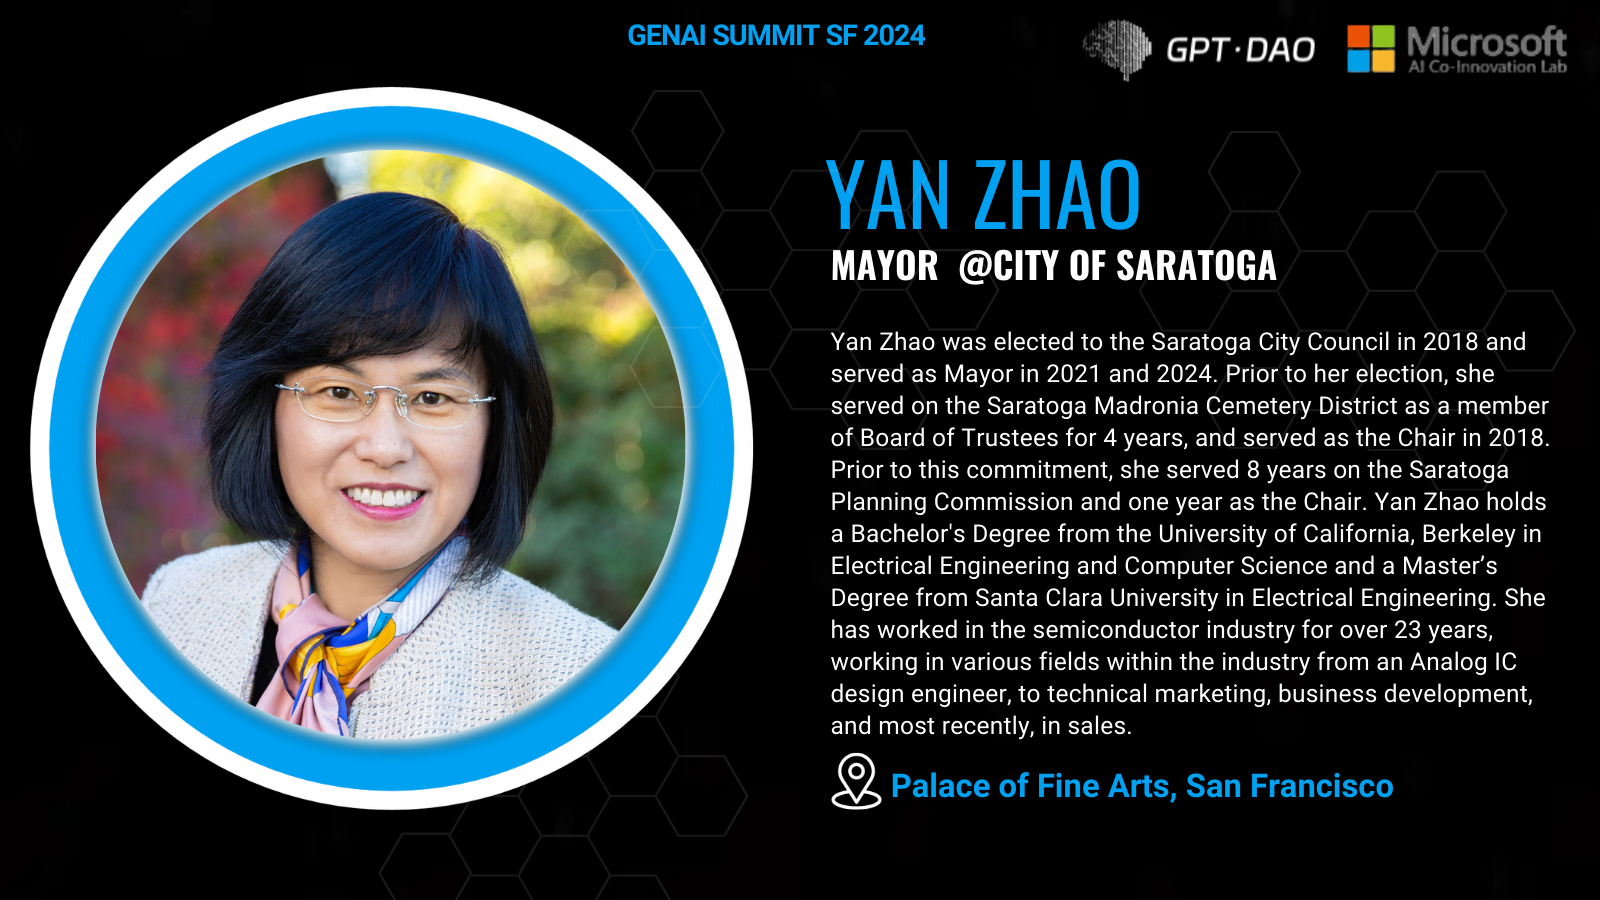 GENAI SUMMIT SF 2024
GPT·DAO
Microsoft
AI Co-Innovation Lab
YAN ZHAO
MAYOR @CITY OF SARATOGA
Yan Zhao was elected to the Saratoga City Council in 2018 and
served as Mayor in 2021 and 2024. Prior to her election, she
served on the Saratoga Madronia Cemetery District as a member
of Board of Trustees for 4 years, and served as the Chair in 2018.
Prior to this commitment, she served 8 years on the Saratoga
Planning Commission and one year as the Chair. Yan Zhao holds
a Bachelor's Degree from the University of California, Berkeley in
Electrical Engineering and Computer Science and a Master’s
Degree from Santa Clara University in Electrical Engineering. She
has worked in the semiconductor industry for over 23 years,
working in various fields within the industry from an Analog IC
design engineer, to technical marketing, business development,
and most recently, in sales.
Palace of Fine Arts, San Francisco